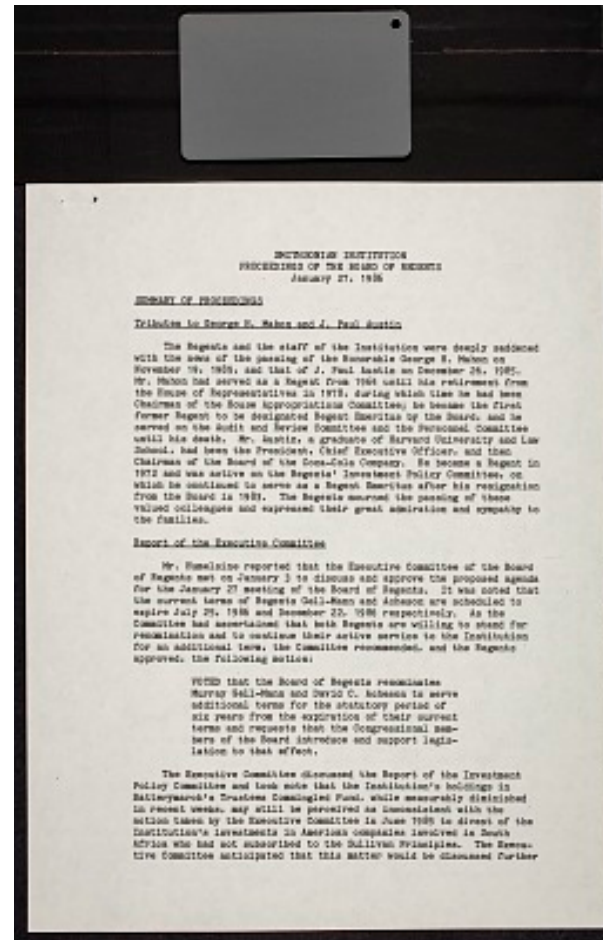 SMITHSONIAN INSTITUTION
PROCEEDINGS OF THE BOARD OF REGENTS
January 27, 1986
SUMMARY OF PROCEEDINGS
Tributes to George H. Mahon and J. Paul Austin
The Regents and the staff of the Institution were deeply saddened
with the news of the passing of the Honorable George H. Mahon on
November 19, 1985, and that of J. Paul Austin on December 26, 1985.
Mr. Mahon had served as a Regent from 1964 until his retirement from
the House of Representatives in 1978, during which time he had been
Chairman of the House Appropriations Committee; he became the first
former Regent to be designated Regent Emeritus by the Board, and he
served on the Audit and Review Committee and the Personnel Committee
until his death. Mr. Austin, a graduate of Harvard University and Law
School, had been the President, Chief Executive Officer, and then
Chairman of the Board of the Coca-Cola Company. He became a Regent in
1972 and was active on the Regents' Investment Policy Committee, on
which he continued to serve as a Regent Emeritus after his resignation
from the Board in 1983. The Regents mourned the passing of these
valued colleagues and expressed their great admiration and sympathy to
the families.
Report of the Executive Committee
Mr. Humelsine reported that the Executive Committee of the Board
of Regents met on January 3 to discuss and approve the proposed agenda
for the January 27 meeting of the Board of Regents. It was noted that
the current terms of Regents Gell-Mann and Acheson are scheduled to
expire July 25, 1986 and December 22, 1986 respectively. As the
Committee had ascertained that both Regents are willing to stand for
renomination and to continue their active service to the Institution
for an additional term, the Committee recommended, and the Regents
approved, the following motion:
VOTED that the Board of Regents renominates
Murray Gell-Mann and David C. Acheson to serve
additional terms for the statutory period of
six years from the expiration of their current
terms and requests that the Congressional mem-
bers of the Board introduce and support legis-
lation to that effect.
The Executive Committee discussed the Report of the Investment
Policy Committee and took note that the Institution's holdings in
Batterymarch's Trustees Commingled Fund, while measurably diminished
in recent weeks, may still be perceived as inconsistent with the
action taken by the Executive Committee in June 1985 to divest of the
Institution's investments in American companies involved in South
Africa who had not subscribed to the Sullivan Principles. The Execu-
tive Committee anticipated that this matter would be discussed further